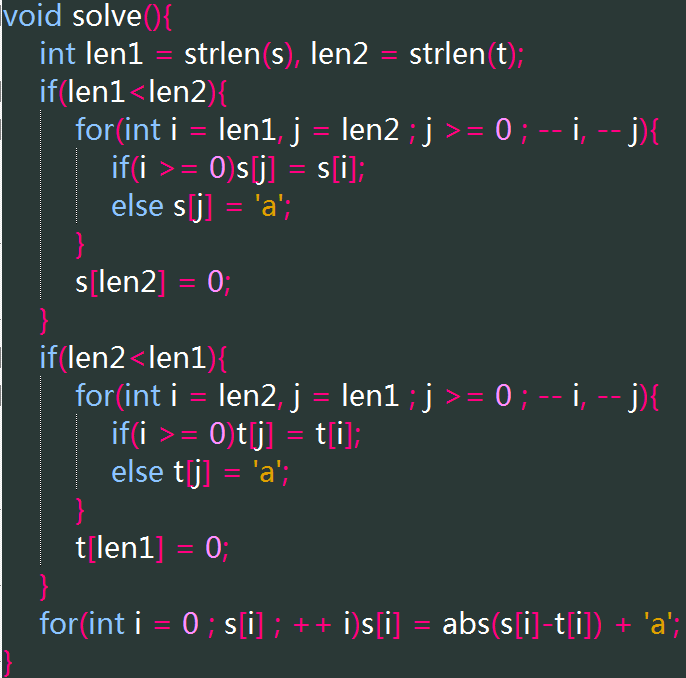 void solve(){
int len1 = strlen(s), len2 = strlen(t);
if(len1<len2){
for(int i = len1, j = len2 ; j >= 0 ; -- i, -- j){
if(i >= 0)s[j] = s[i];
else s[j] = 'a';
}
s[len2] = 0;
}
if(len2<len1){
for(int i = len2, j = len1 ; j >= 0 ; -- i, -- j){
if(i >= 0)t[j] = t[i];
else t[j] = 'a';
}
t[len1] = 0;
}
for(int i = 0 ; s[i] ; ++ i)s[i] = abs(s[i]-t[i]) + 'a';
}